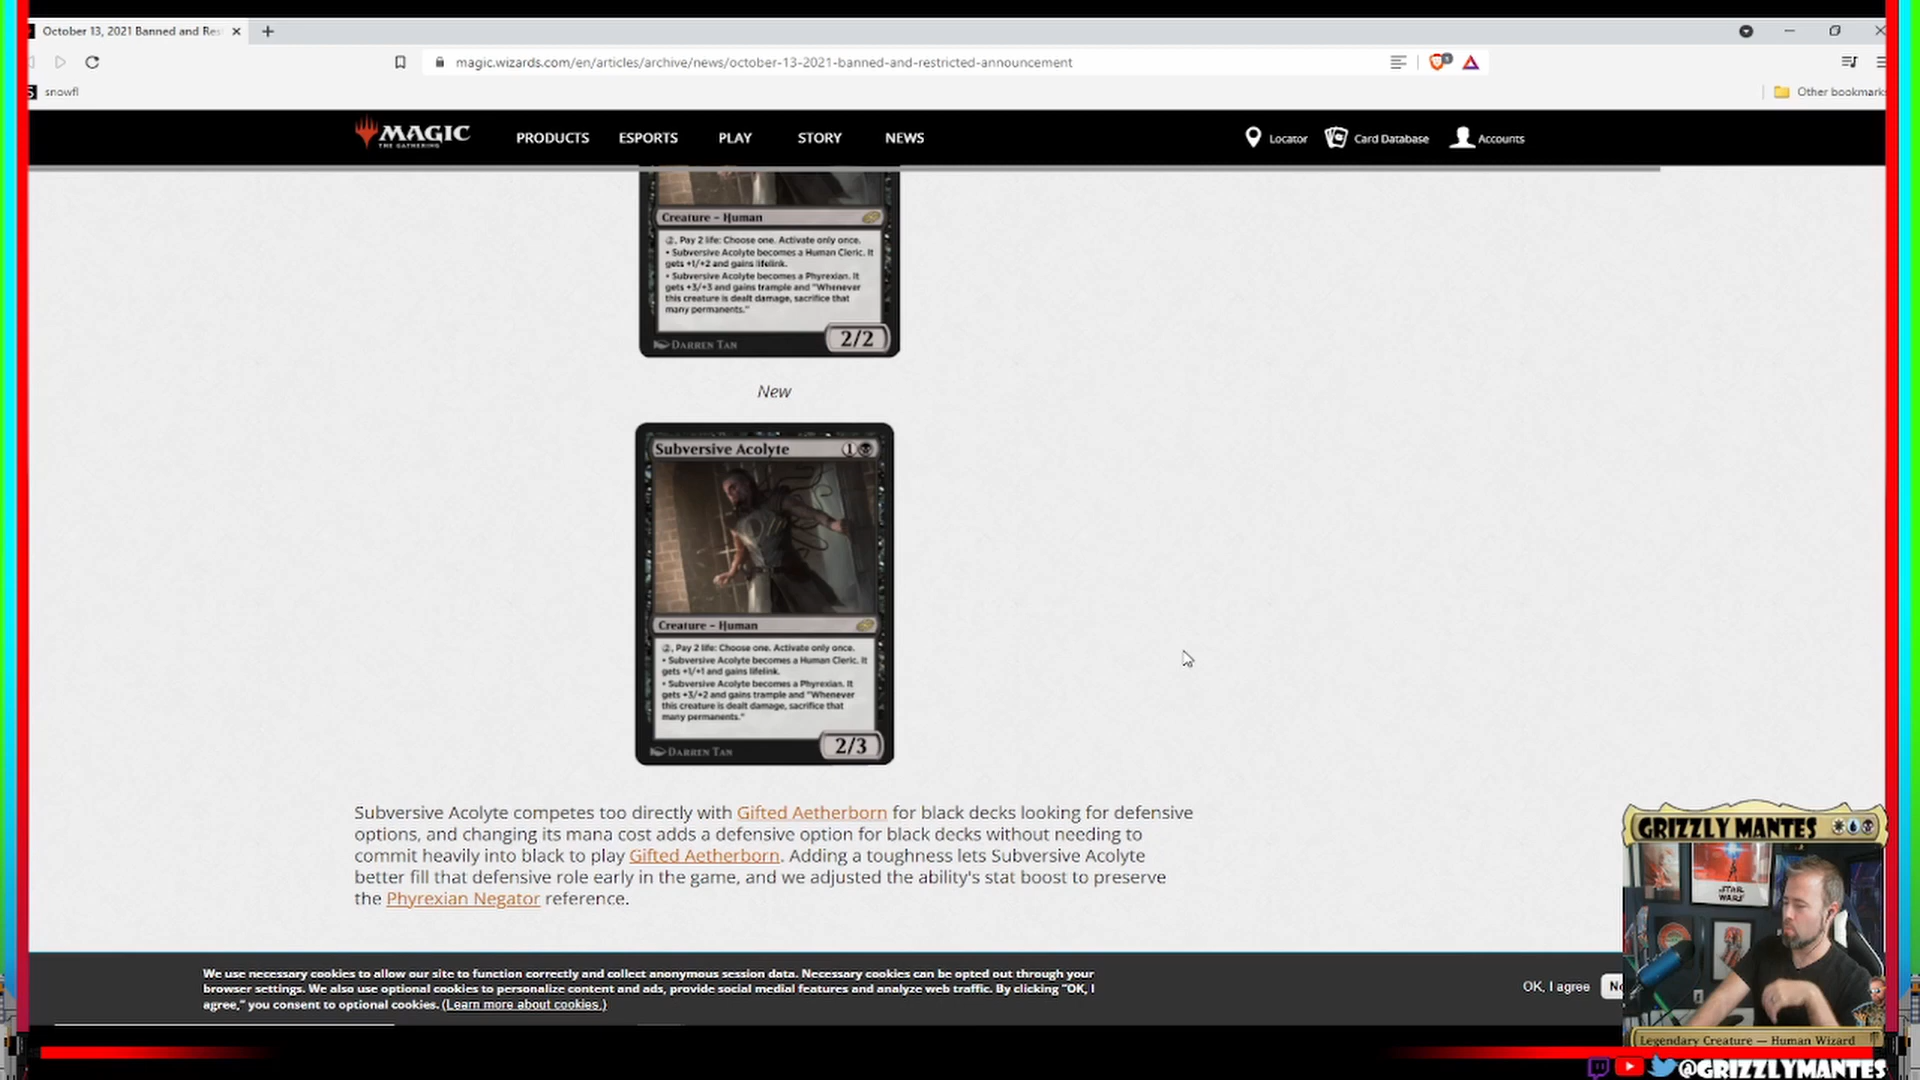 October 13, 2021 Banned and Res
magic.wizards.com/en/articles/archive/news/october-13-2021-banned-and-restricted-announcement
snowfl
Other bookmarks
MAGIC
THE GATHERING
PRODUCTS
ESPORTS
PLAY
STORY
NEWS
Locator
Card Database
Accounts
Creature – Human
②, Pay 2 life: Choose one. Activate only once.
• Subversive Acolyte becomes a Human Cleric. It
gets +1/+2 and gains lifelink.
• Subversive Acolyte becomes a Phyrexian. It
gets +3/+3 and gains trample and "Whenever
this creature is dealt damage, sacrifice that
many permanents."
2/2
DARREN TAN
New
Subversive Acolyte 1
Creature – Human
②, Pay 2 life: Choose one. Activate only once.
• Subversive Acolyte becomes a Human Cleric. It
gets +1/+1 and gains lifelink.
• Subversive Acolyte becomes a Phyrexian. It
gets +3/+2 and gains trample and "Whenever
this creature is dealt damage, sacrifice that
many permanents."
2/3
DARREN TAN
Subversive Acolyte competes too directly with Gifted Aetherborn for black decks looking for defensive
options, and changing its mana cost adds a defensive option for black decks without needing to
commit heavily into black to play Gifted Aetherborn. Adding a toughness lets Subversive Acolyte
better fill that defensive role early in the game, and we adjusted the ability's stat boost to preserve
the Phyrexian Negator reference.
We use necessary cookies to allow our site to function correctly and collect anonymous session data. Necessary cookies can be opted out through your
browser settings. We also use optional cookies to personalize content and ads, provide social medial features and analyze web traffic. By clicking "OK, I
agree," you consent to optional cookies. (Learn more about cookies.)
OK, I agree
No
GRIZZLY MANTES
STAR
WARS
Legendary Creature — Human Wizard
@GRIZZLYMANTES